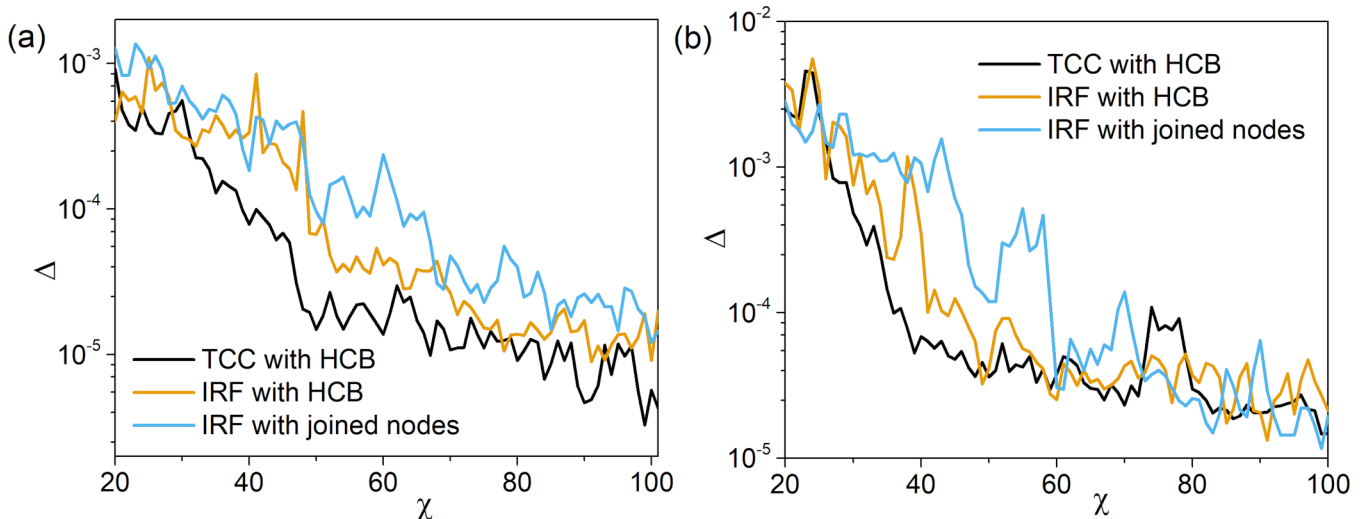 (a)
10⁻³
10⁻⁴
10⁻⁵
Δ
TCC with HCB
IRF with HCB
IRF with joined nodes
20
40
60
80
100
χ
(b)
10⁻²
10⁻³
10⁻⁴
10⁻⁵
Δ
TCC with HCB
IRF with HCB
IRF with joined nodes
20
40
60
80
100
χ